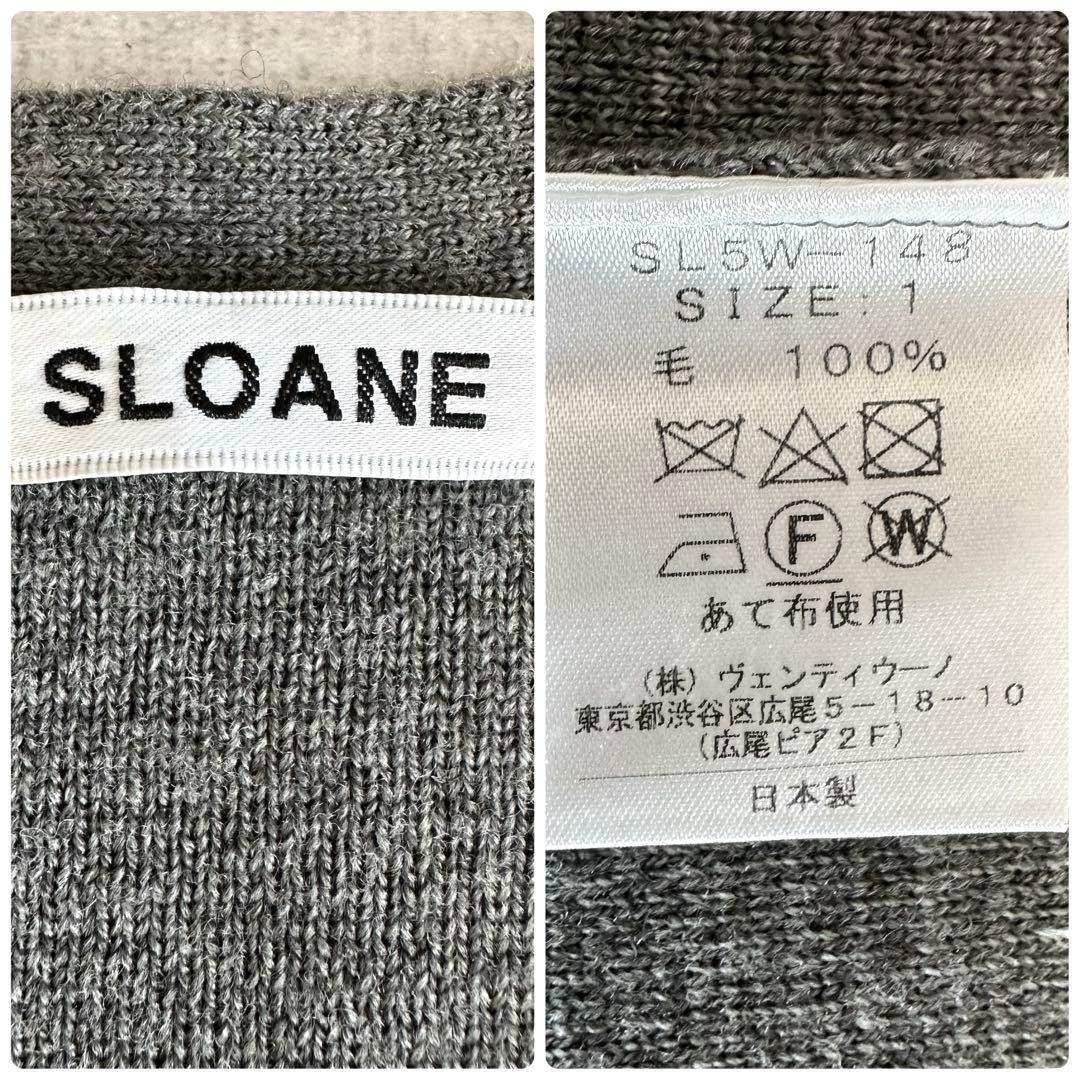 SLOANE
SL5W-148
SIZE:1
毛 100%
F W
あて布使用
(株)ヴェンティウーノ
東京都渋谷区広尾5-18-10
(広尾ピア2F)
日本製